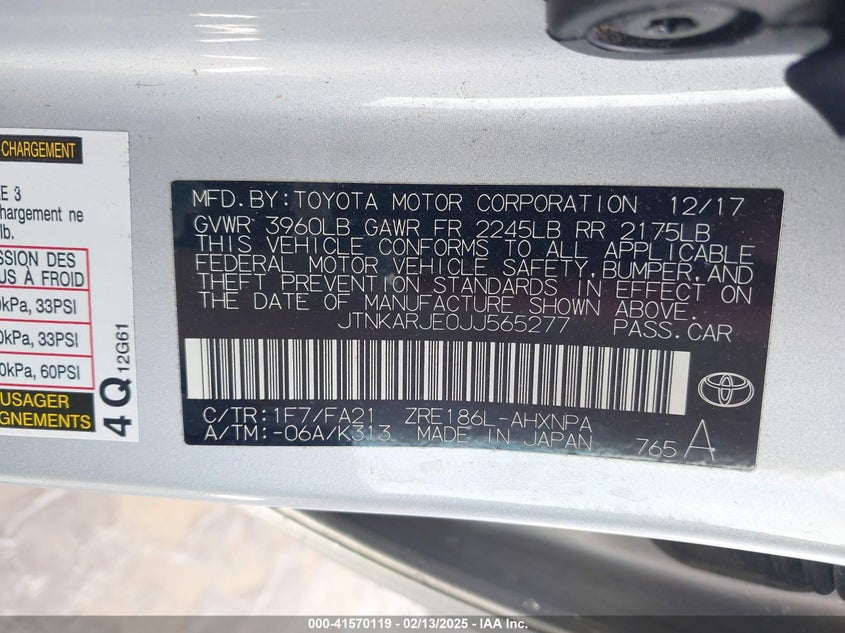 CHARGEMENT
E 3
hargement ne
lb.
SSION DES
US À FROID
0kPa, 33PSI
0kPa, 33PSI
0kPa, 60PSI
USAGER
GNEMENTS
4Q 12G61
MFD.BY:TOYOTA MOTOR CORPORATION 12/17
GVWR 3960LB GAWR FR 2245LB RR 2175LB
THIS VEHICLE CONFORMS TO ALL APPLICABLE
FEDERAL MOTOR VEHICLE SAFETY,BUMPER,AND
THEFT PREVENTION STANDARDS IN EFFECT ON
THE DATE OF MANUFACTURE SHOWN ABOVE.
JTNKARJE0JJ565277 PASS.CAR
C/TR:1F7/FA21 ZRE186L-AHXNPA
A/TM:-06A/K313 MADE IN JAPAN 765 A
000-41570119 - 02/13/2025 - IAA Inc.